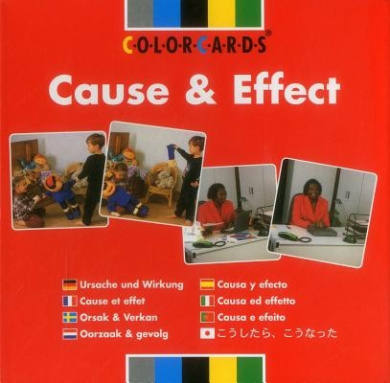 C·O·L·O·R·C·A·R·D·S®
Cause & Effect
Ursache und Wirkung
Cause et effet
Orsak & Verkan
Oorzaak & gevolg
Causa y efecto
Causa ed effetto
Causa e efeito
こうしたら、こうなった